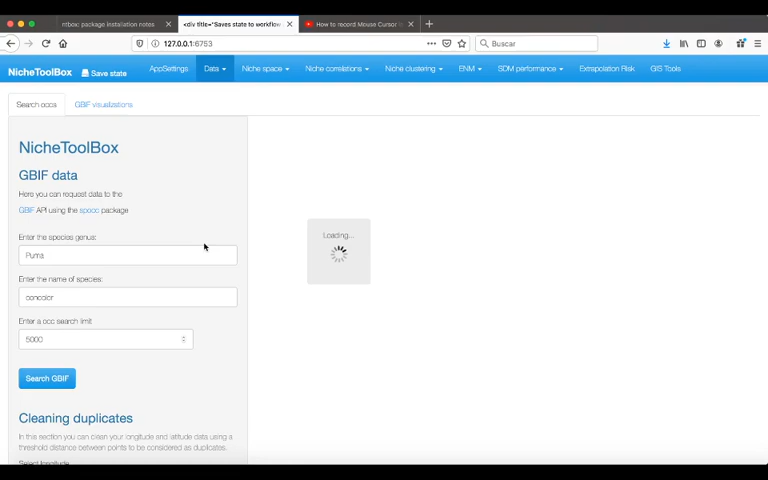 ntbox: package installation notes
<div title="Saves state to workflow
How to record Mouse Cursor
127.0.0.1:6753
Buscar
NicheToolBox
Save state
AppSettings
Data
Niche space
Niche correlations
Niche clustering
ENM
SDM performance
Extrapolation Risk
GIS Tools
Search occs
GBIF visualizations
NicheToolBox
GBIF data
Here you can request data to the
GBIF API using the spocc package
Enter the species genus:
Puma
Enter the name of species:
concolor
Enter a occ search limit
5000
Search GBIF
Cleaning duplicates
In this section you can clean your longitude and latitude data using a
threshold distance between points to be considered as duplicates.
Select longitude
Loading...